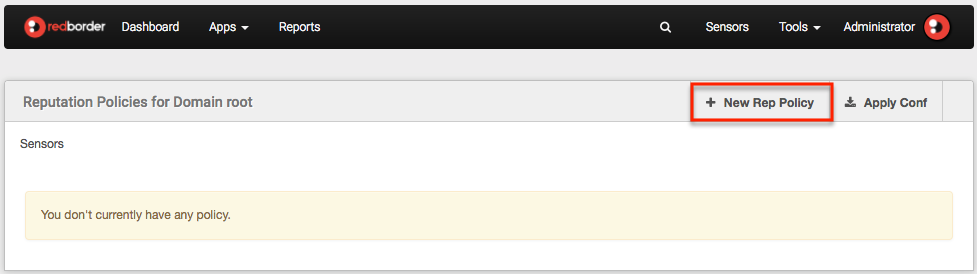 redborder Dashboard Apps Reports Sensors Tools Administrator
Reputation Policies for Domain root + New Rep Policy Apply Conf
Sensors
You don't currently have any policy.